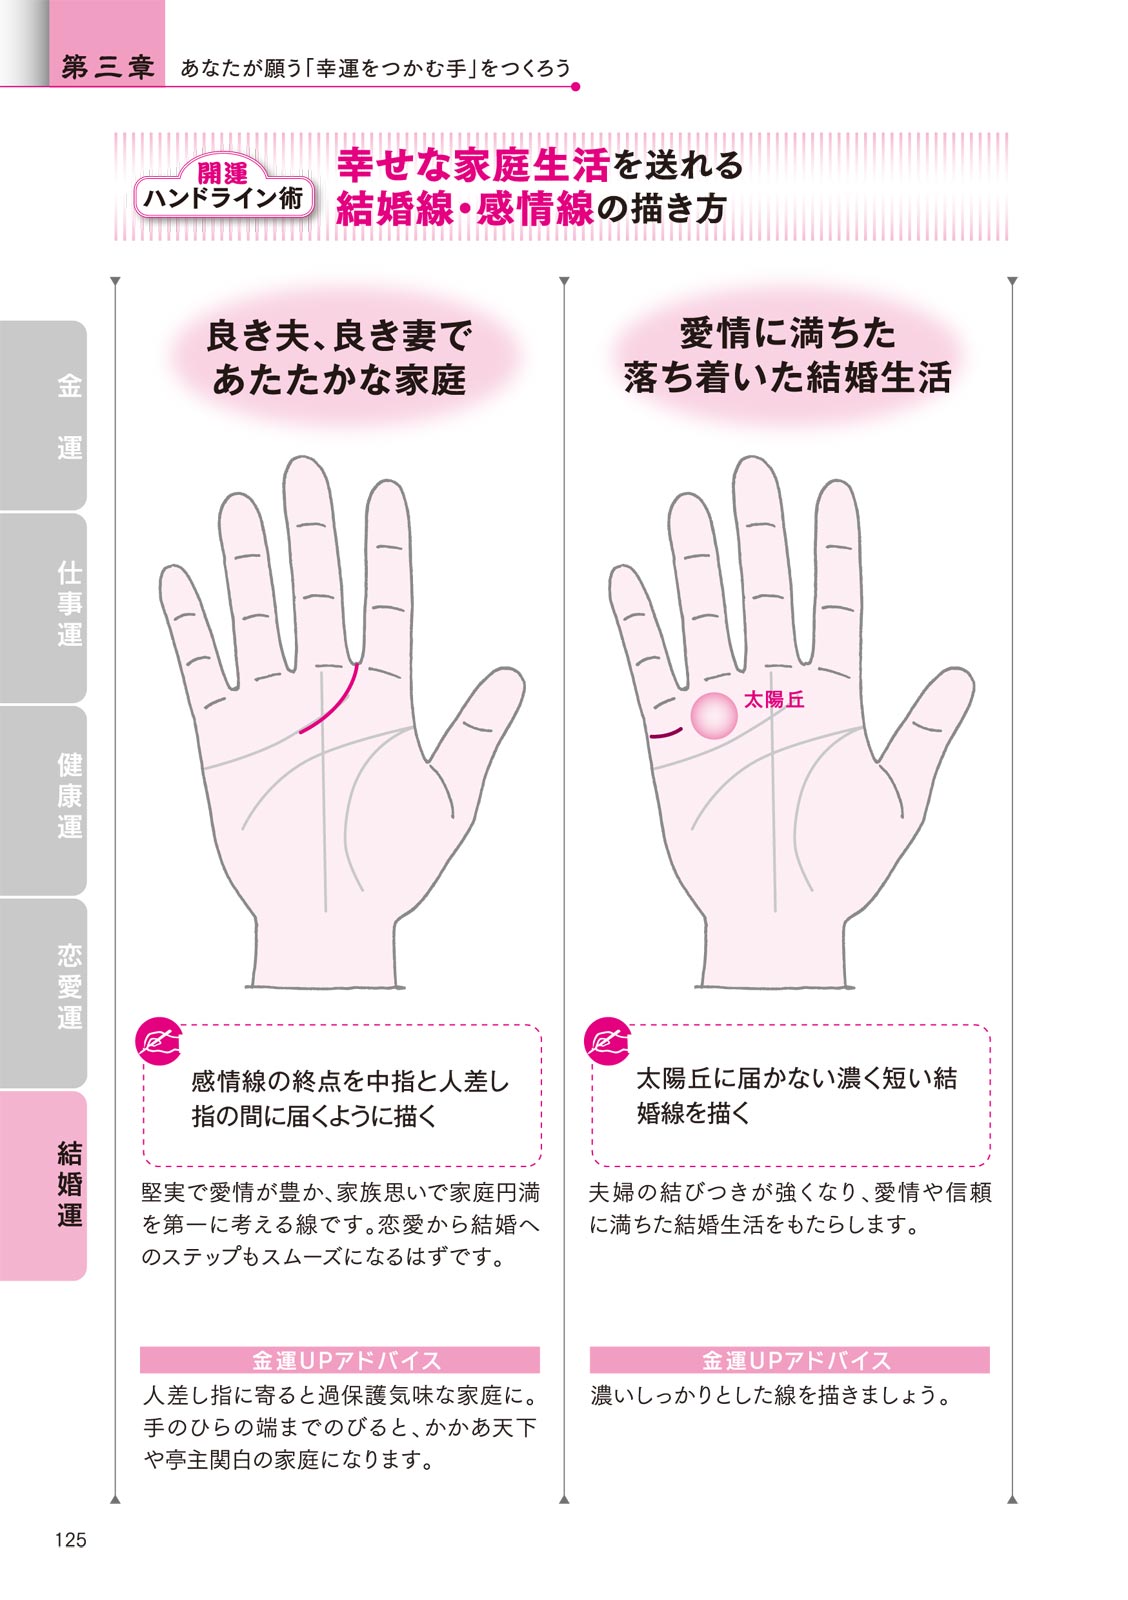 第三章 あなたが願う「幸運をつかむ手」をつくろう
開運
ハンドライン術
幸せな家庭生活を送れる
結婚線・感情線の描き方
金運
仕事運
健康運
恋愛運
結婚運
良き夫、良き妻で
あたたかな家庭
感情線の終点を中指と人差し
指の間に届くように描く
堅実で愛情が豊か、家族思いで家庭円満
を第一に考える線です。恋愛から結婚へ
のステップもスムーズになるはずです。
金運UPアドバイス
人差し指に寄ると過保護気味な家庭に。
手のひらの端までのびると、かかあ天下
や亭主関白の家庭になります。
愛情に満ちた
落ち着いた結婚生活
太陽丘
太陽丘に届かない濃く短い結
婚線を描く
夫婦の結びつきが強くなり、愛情や信頼
に満ちた結婚生活をもたらします。
金運UPアドバイス
濃いしっかりとした線を描きましょう。
125